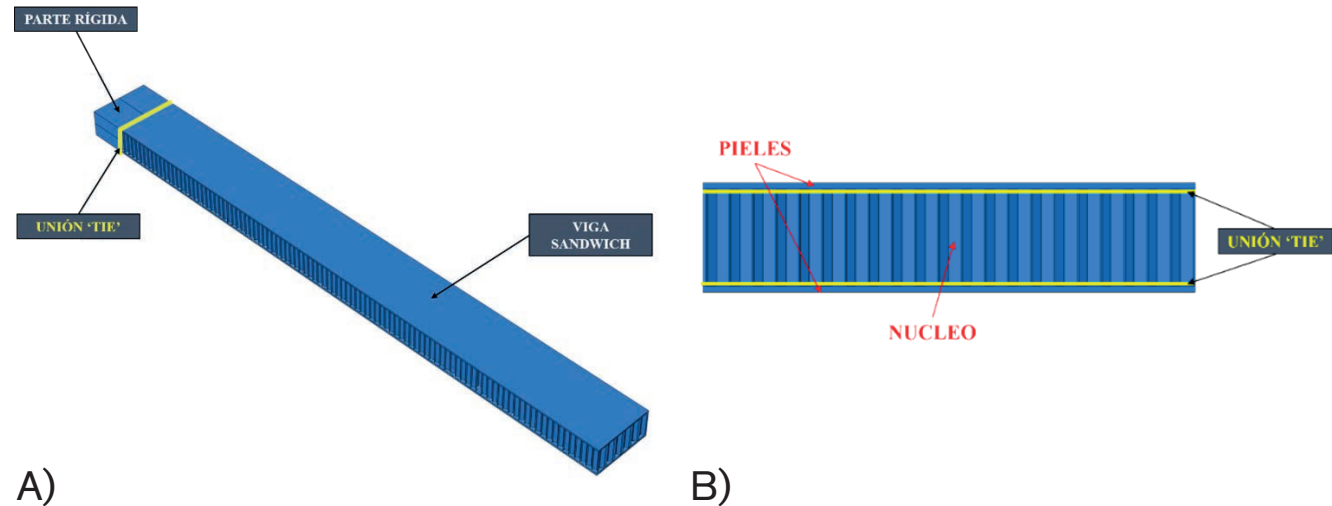 PARTE RÍGIDA
UNIÓN ‘TIE’
VIGA
SANDWICH
A)
PIELES
UNIÓN ‘TIE’
NUCLEO
B)